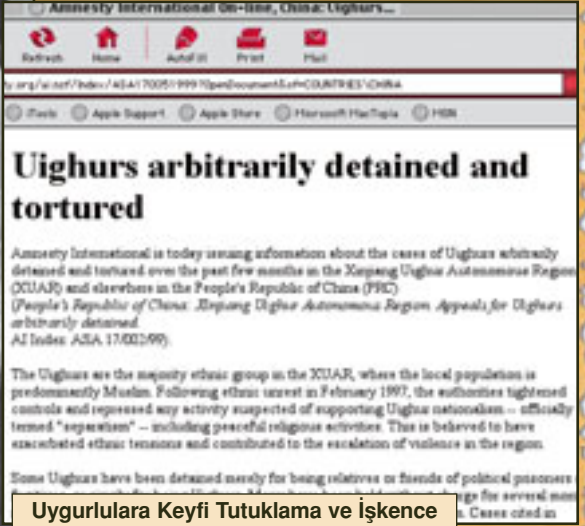 Amnesty International On-line, China: Uighurs...
Refresh Home AutoFill Print Mail
iTools Apple Support Apple Store Microsoft MacTopia MSN
Uighurs arbitrarily detained and
tortured
Amnesty International is today issuing information about the cases of Uighurs arbitrarily
detained and tortured over the past few months in the Xinjiang Uighur Autonomous Region
(XUAR) and elsewhere in the People's Republic of China (PRC)
(People's Republic of China: Xinjiang Uighur Autonomous Region: Appeals for Uighurs
arbitrarily detained.
AI Index: ASA 17/002/99).
The Uighurs are the majority ethnic group in the XUAR, where the local population is
predominantly Muslim. Following ethnic unrest in February 1997, the authorities tightened
controls and repressed any activity suspected of supporting Uighur nationalism -- officially
termed "separatism" -- including peaceful religious activities. This is believed to have
exacerbated ethnic tensions and contributed to the escalation of violence in the region.
Some Uighurs have been detained merely for being relatives or friends of political prisoners
charge for several
Cases cited in
Uygurlulara Keyfi Tutuklama ve İşkence